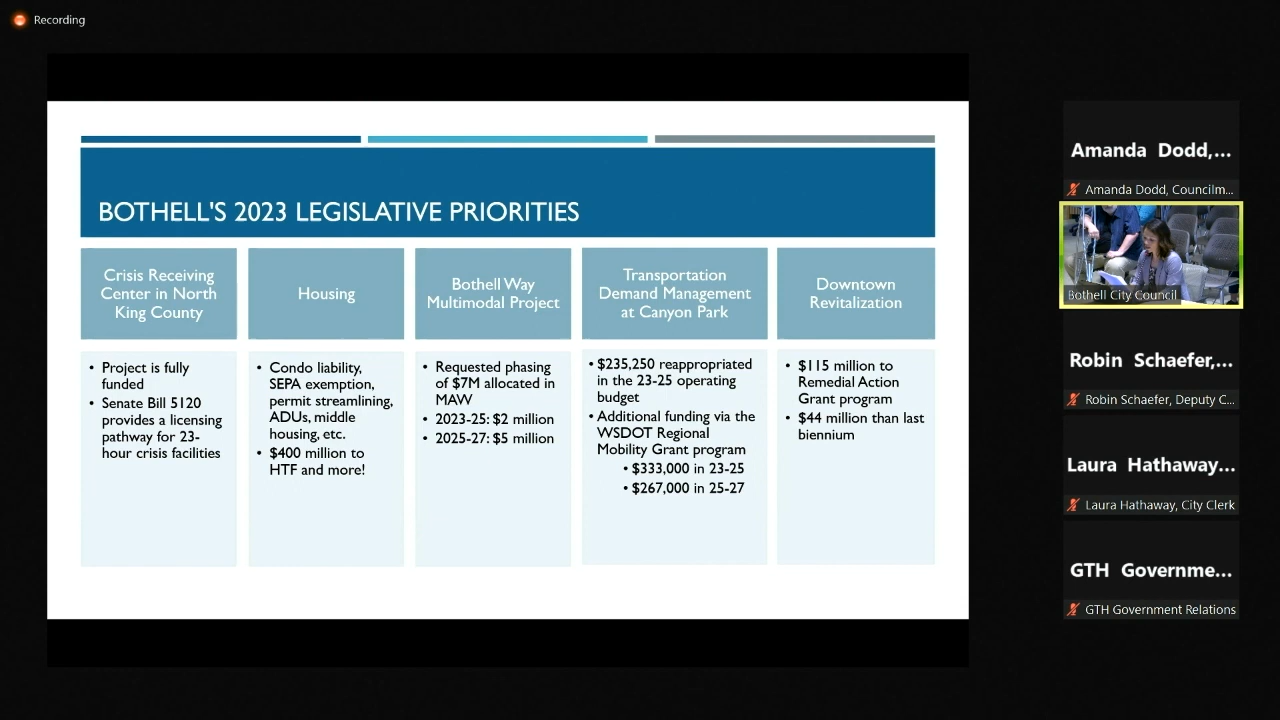 Recording
BOTHELL'S 2023 LEGISLATIVE PRIORITIES
Crisis Receiving
Center in North
King County
• Project is fully
funded
• Senate Bill 5120
provides a licensing
pathway for 23-
hour crisis facilities
Housing
• Condo liability,
SEPA exemption,
permit streamlining,
ADUs, middle
housing, etc.
• $400 million to
HTF and more!
Bothell Way
Multimodal Project
• Requested phasing
of $7M allocated in
MAW
• 2023-25: $2 million
• 2025-27: $5 million
Transportation
Demand Management
at Canyon Park
• $235,250 reappropriated
in the 23-25 operating
budget
• Additional funding via the
WSDOT Regional
Mobility Grant program
• $333,000 in 23-25
• $267,000 in 25-27
Downtown
Revitalization
• $115 million to
Remedial Action
Grant program
• $44 million than last
biennium
Amanda Dodd,...
Amanda Dodd, Councilm...
Bothell City Council
Robin Schaefer,...
Robin Schaefer, Deputy C...
Laura Hathaway...
Laura Hathaway, City Clerk
GTH Governme...
GTH Government Relations